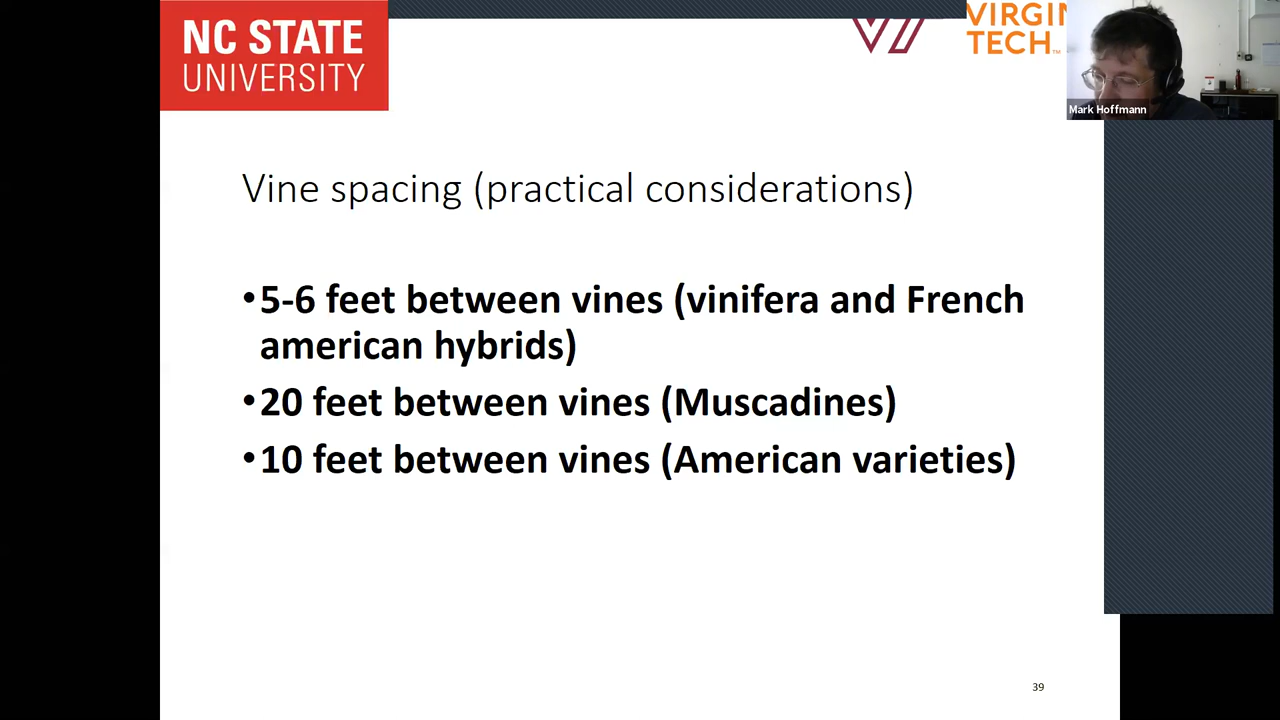 NC STATE
UNIVERSITY
TECH
Mark Hoffmann
Vine spacing (practical considerations)
•5-6 feet between vines (vinifera and French
american hybrids)
•20 feet between vines (Muscadines)
•10 feet between vines (American varieties)
39